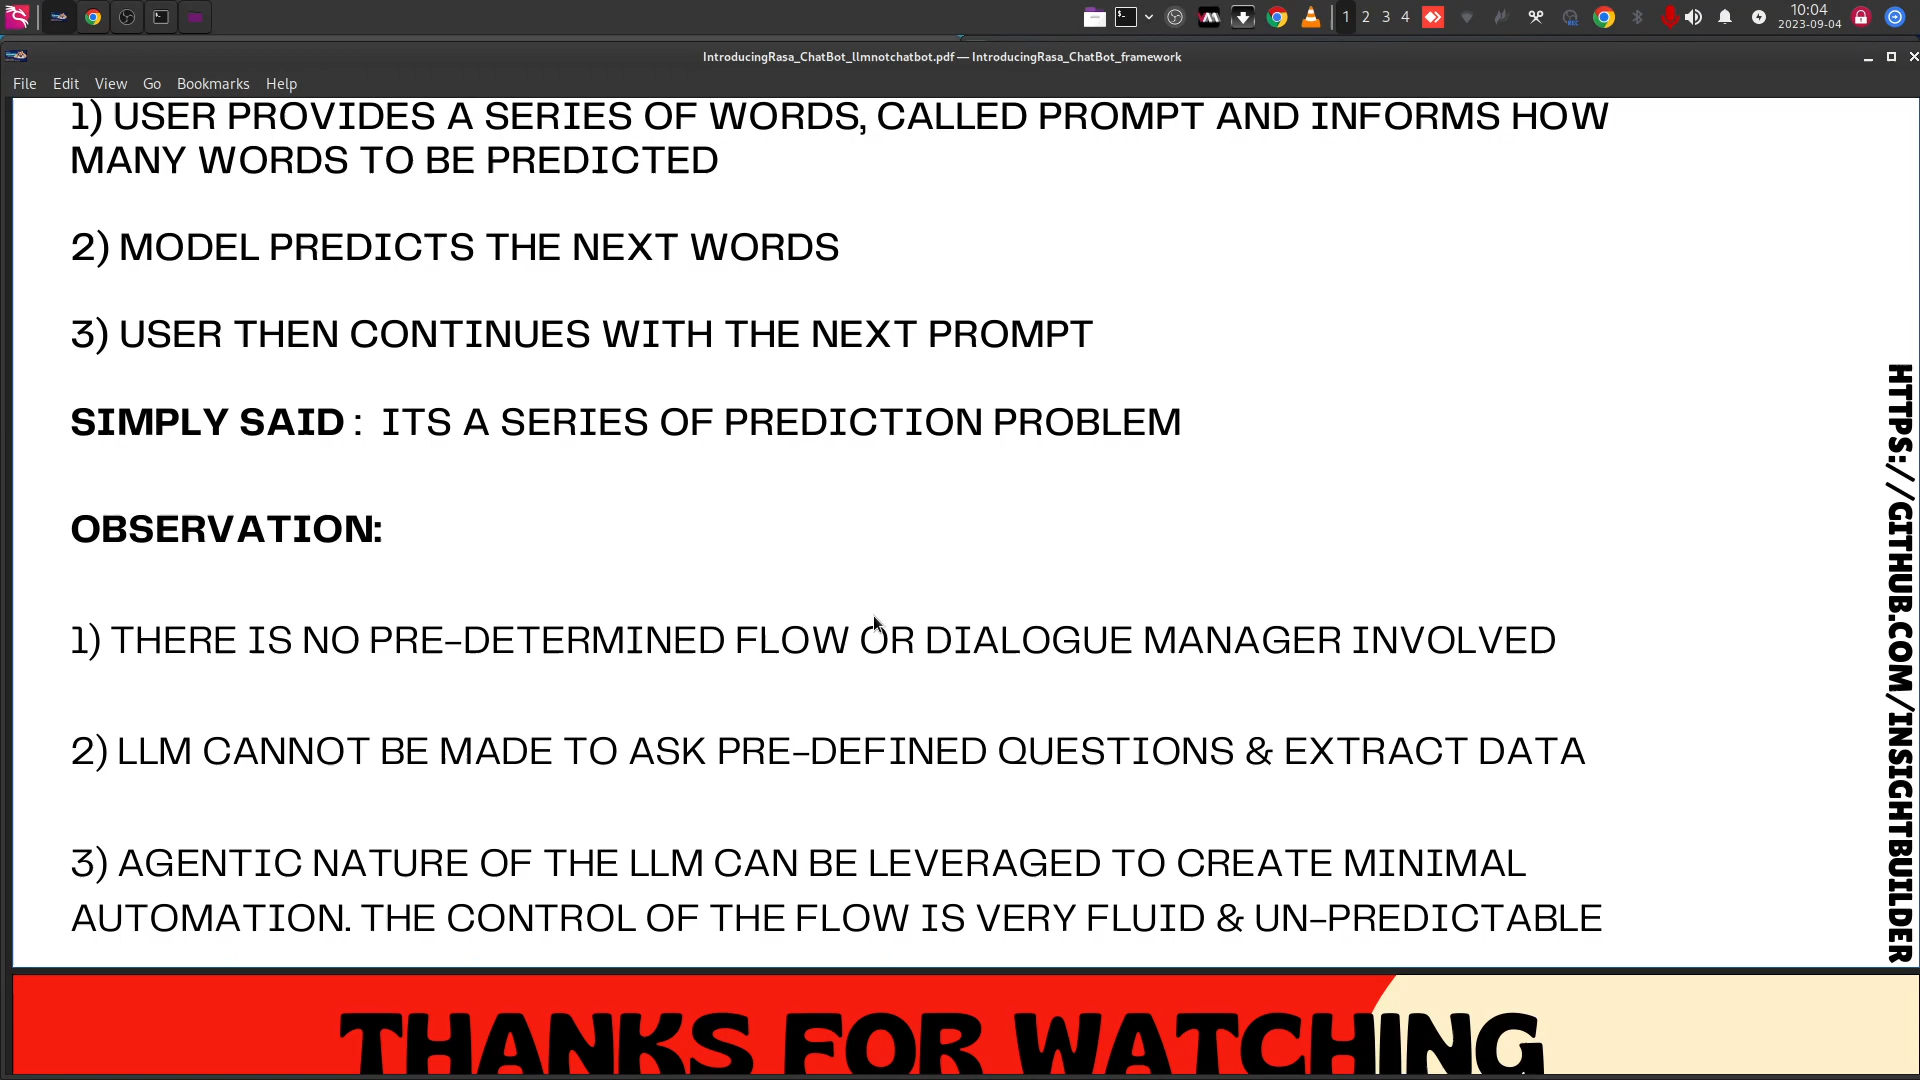 1 2 3 4
10:04
2023-09-04
IntroducingRasa_ChatBot_llmnotchatbot.pdf — IntroducingRasa_ChatBot_framework
File Edit View Go Bookmarks Help
1) USER PROVIDES A SERIES OF WORDS, CALLED PROMPT AND INFORMS HOW
MANY WORDS TO BE PREDICTED
2) MODEL PREDICTS THE NEXT WORDS
3) USER THEN CONTINUES WITH THE NEXT PROMPT
SIMPLY SAID : ITS A SERIES OF PREDICTION PROBLEM
OBSERVATION:
1) THERE IS NO PRE-DETERMINED FLOW OR DIALOGUE MANAGER INVOLVED
2) LLM CANNOT BE MADE TO ASK PRE-DEFINED QUESTIONS & EXTRACT DATA
3) AGENTIC NATURE OF THE LLM CAN BE LEVERAGED TO CREATE MINIMAL
AUTOMATION. THE CONTROL OF THE FLOW IS VERY FLUID & UN-PREDICTABLE
HTTPS://GITHUB.COM/INSIGHTBUILDER
THANKS FOR WATCHING